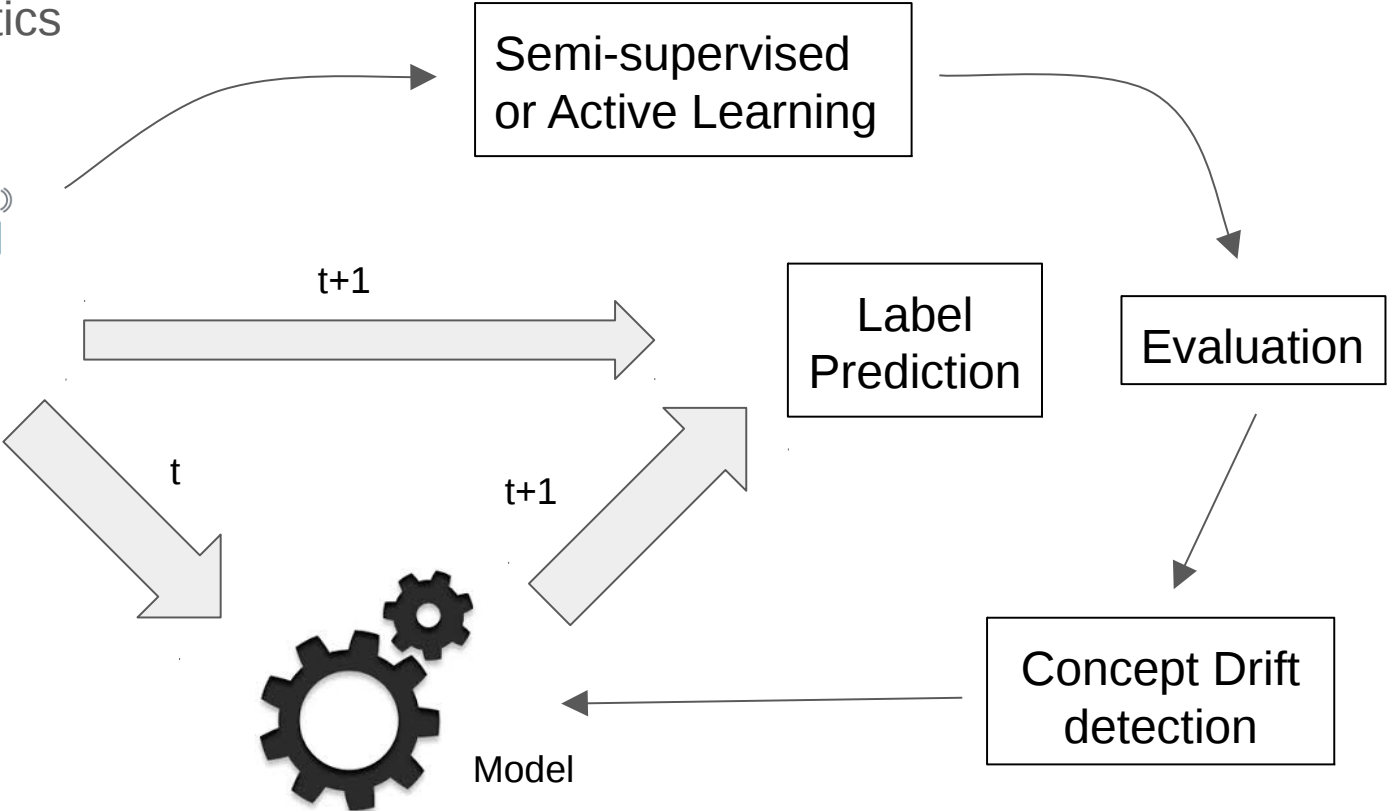 tics
Semi-supervised
or Active Learning
t+1
Label
Prediction
Evaluation
t
t+1
Concept Drift
detection
Model